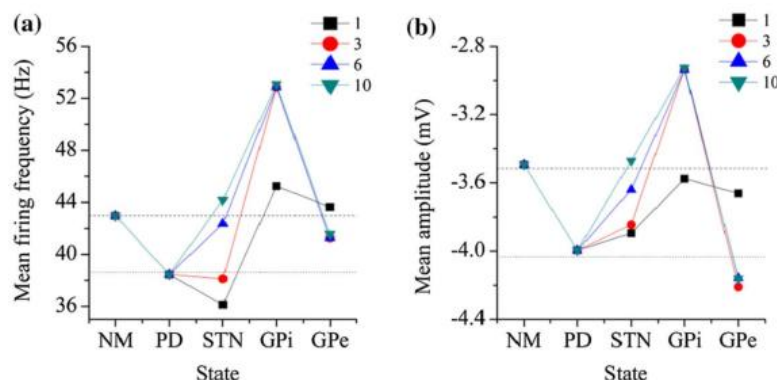 (a)
Mean firing frequency (Hz)
56
52
48
44
40
36
1
3
6
10
NM PD STN GPi GPe
State
(b)
Mean amplitude (mV)
-2.8
-3.2
-3.6
-4.0
-4.4
1
3
6
10
NM PD STN GPi GPe
State